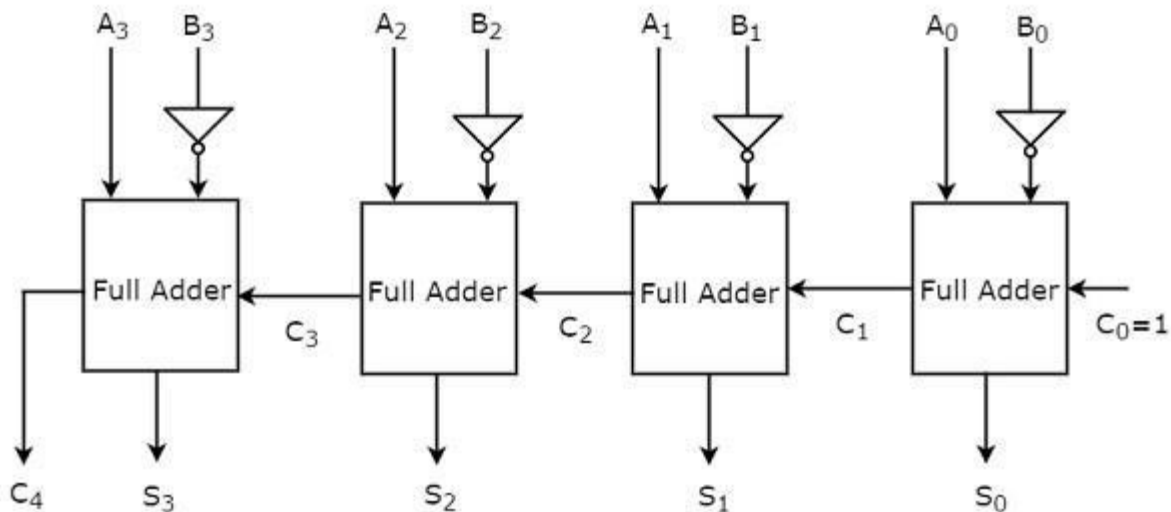 A₃ B₃ A₂ B₂ A₁ B₁ A₀ B₀
Full Adder Full Adder Full Adder Full Adder
C₃ C₂ C₁ C₀=1
C₄ S₃ S₂ S₁ S₀